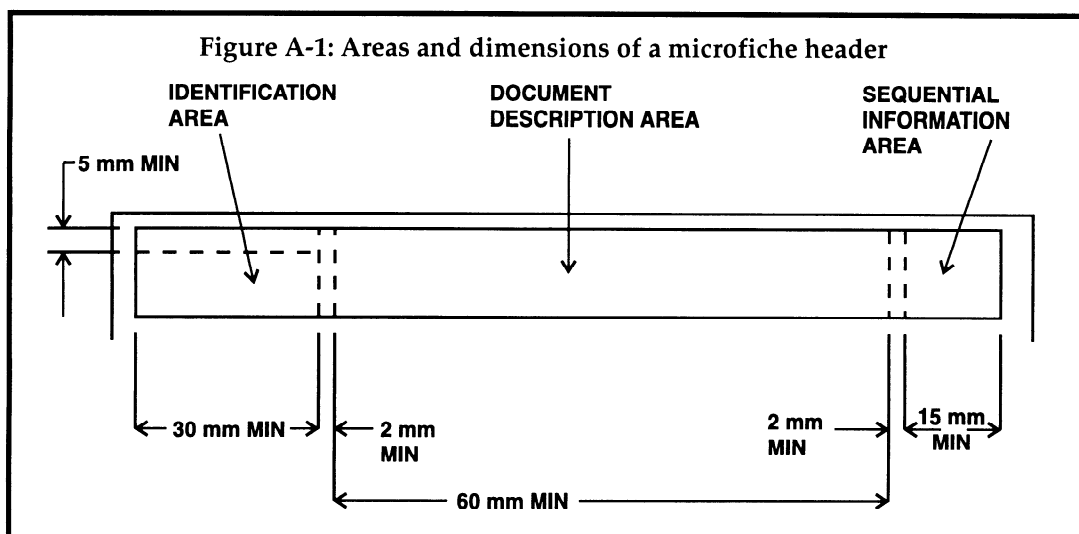 Figure A-1: Areas and dimensions of a microfiche header
IDENTIFICATION
AREA
DOCUMENT
DESCRIPTION AREA
SEQUENTIAL
INFORMATION
AREA
5 mm MIN
30 mm MIN
2 mm
MIN
2 mm
MIN
15 mm
MIN
60 mm MIN